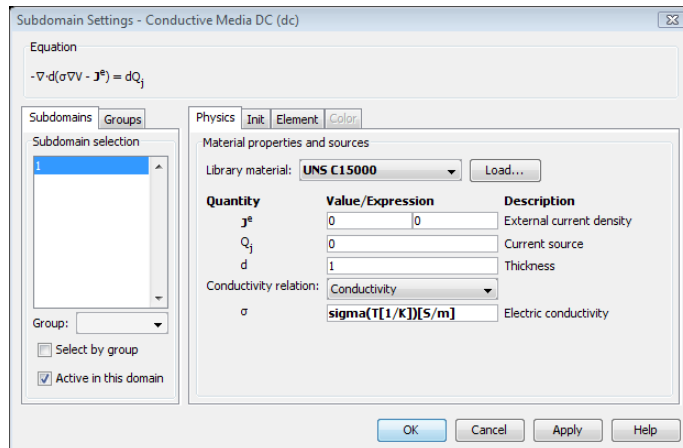 Subdomain Settings - Conductive Media DC (dc)
Equation
-∇·d(σ∇V - Jᵉ) = dQⱼ
Subdomains Groups
Subdomain selection
1
Group:
Select by group
Active in this domain
Physics Init Element Color
Material properties and sources
Library material: UNS C15000 Load...
Quantity Value/Expression Description
Jᵉ 0 0 External current density
Qⱼ 0 Current source
d 1 Thickness
Conductivity relation: Conductivity
σ sigma(T[1/K])[S/m] Electric conductivity
OK Cancel Apply Help